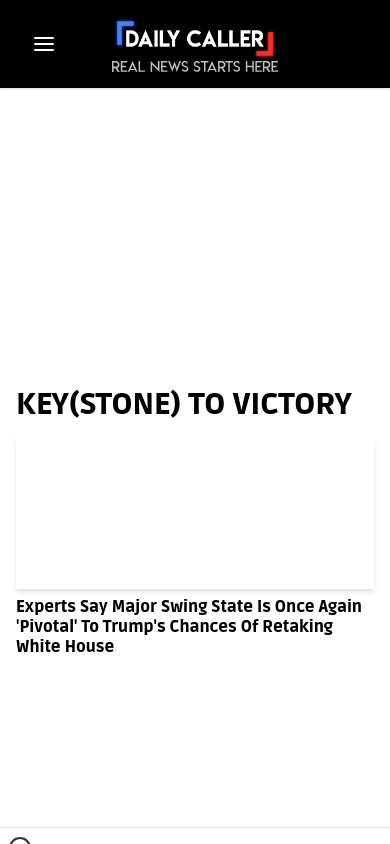 DAILY CALLER
REAL NEWS STARTS HERE
KEY(STONE) TO VICTORY
Experts Say Major Swing State Is Once Again
'Pivotal' To Trump's Chances Of Retaking
White House